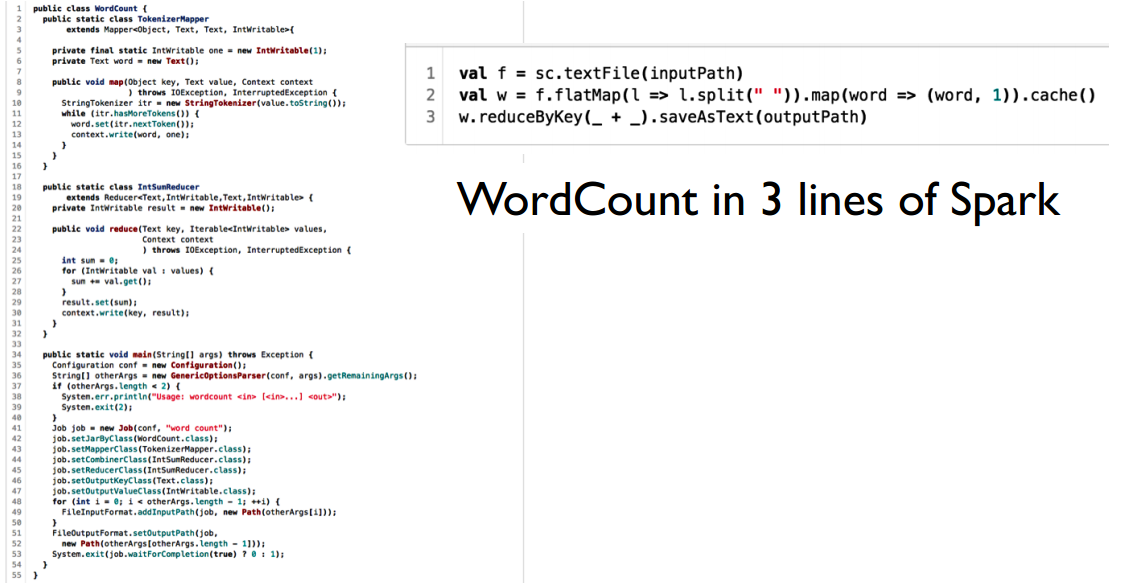 1 public class WordCount {
2 public static class TokenizerMapper
3 extends Mapper<Object, Text, Text, IntWritable>{
4
5 private final static IntWritable one = new IntWritable(1);
6 private Text word = new Text();
7
8 public void map(Object key, Text value, Context context
9 ) throws IOException, InterruptedException {
10 StringTokenizer itr = new StringTokenizer(value.toString());
11 while (itr.hasMoreTokens()) {
12 word.set(itr.nextToken());
13 context.write(word, one);
14 }
15 }
16 }
17
18 public static class IntSumReducer
19 extends Reducer<Text,IntWritable,Text,IntWritable> {
20 private IntWritable result = new IntWritable();
21
22 public void reduce(Text key, Iterable<IntWritable> values,
23 Context context
24 ) throws IOException, InterruptedException {
25 int sum = 0;
26 for (IntWritable val : values) {
27 sum += val.get();
28 }
29 result.set(sum);
30 context.write(key, result);
31 }
32 }
33
34 public static void main(String[] args) throws Exception {
35 Configuration conf = new Configuration();
36 String[] otherArgs = new GenericOptionsParser(conf, args).getRemainingArgs();
37 if (otherArgs.length < 2) {
38 System.err.println("Usage: wordcount <in> [<in>...] <out>");
39 System.exit(2);
40 }
41 Job job = new Job(conf, "word count");
42 job.setJarByClass(WordCount.class);
43 job.setMapperClass(TokenizerMapper.class);
44 job.setCombinerClass(IntSumReducer.class);
45 job.setReducerClass(IntSumReducer.class);
46 job.setOutputKeyClass(Text.class);
47 job.setOutputValueClass(IntWritable.class);
48 for (int i = 0; i < otherArgs.length - 1; ++i) {
49 FileInputFormat.addInputPath(job, new Path(otherArgs[i]));
50 }
51 FileOutputFormat.setOutputPath(job,
52 new Path(otherArgs[otherArgs.length - 1]));
53 System.exit(job.waitForCompletion(true) ? 0 : 1);
54 }
55 }
1 val f = sc.textFile(inputPath)
2 val w = f.flatMap(l => l.split(" ")).map(word => (word, 1)).cache()
3 w.reduceByKey(_ + _).saveAsText(outputPath)
WordCount in 3 lines of Spark